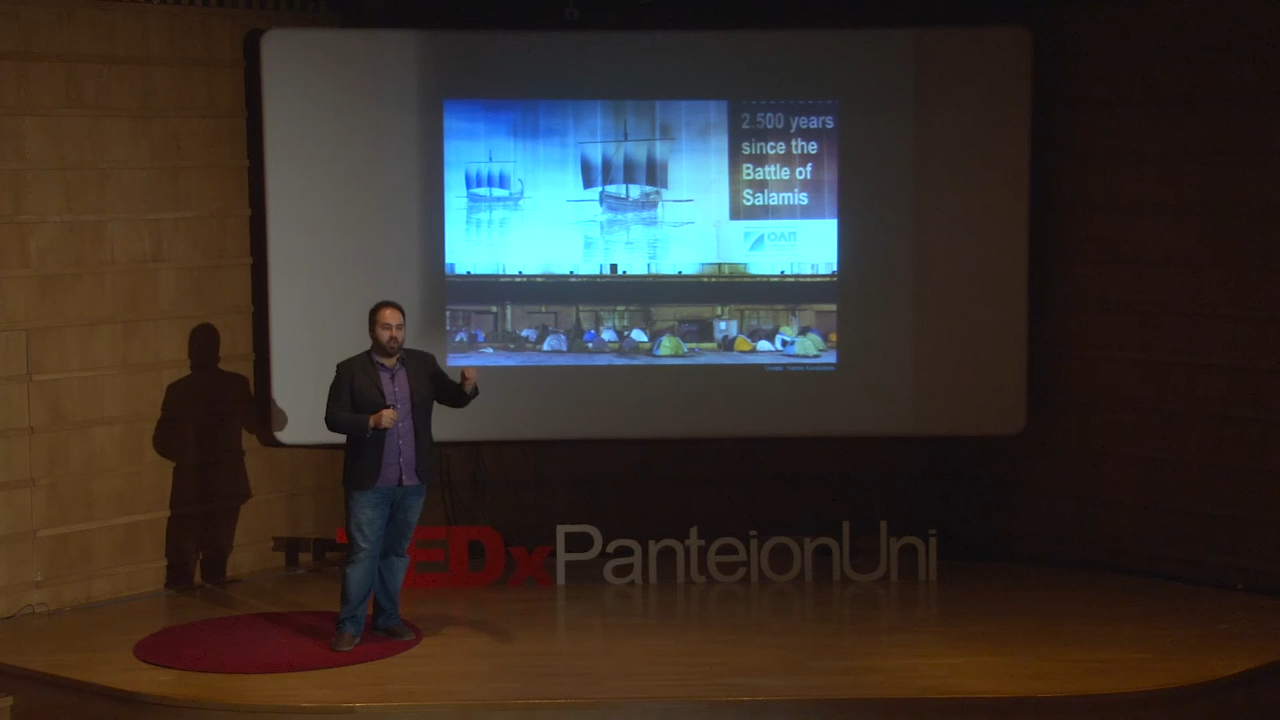 2.500 years
since the
Battle of
Salamis
ΟΛΠ
TEDxPanteionUni